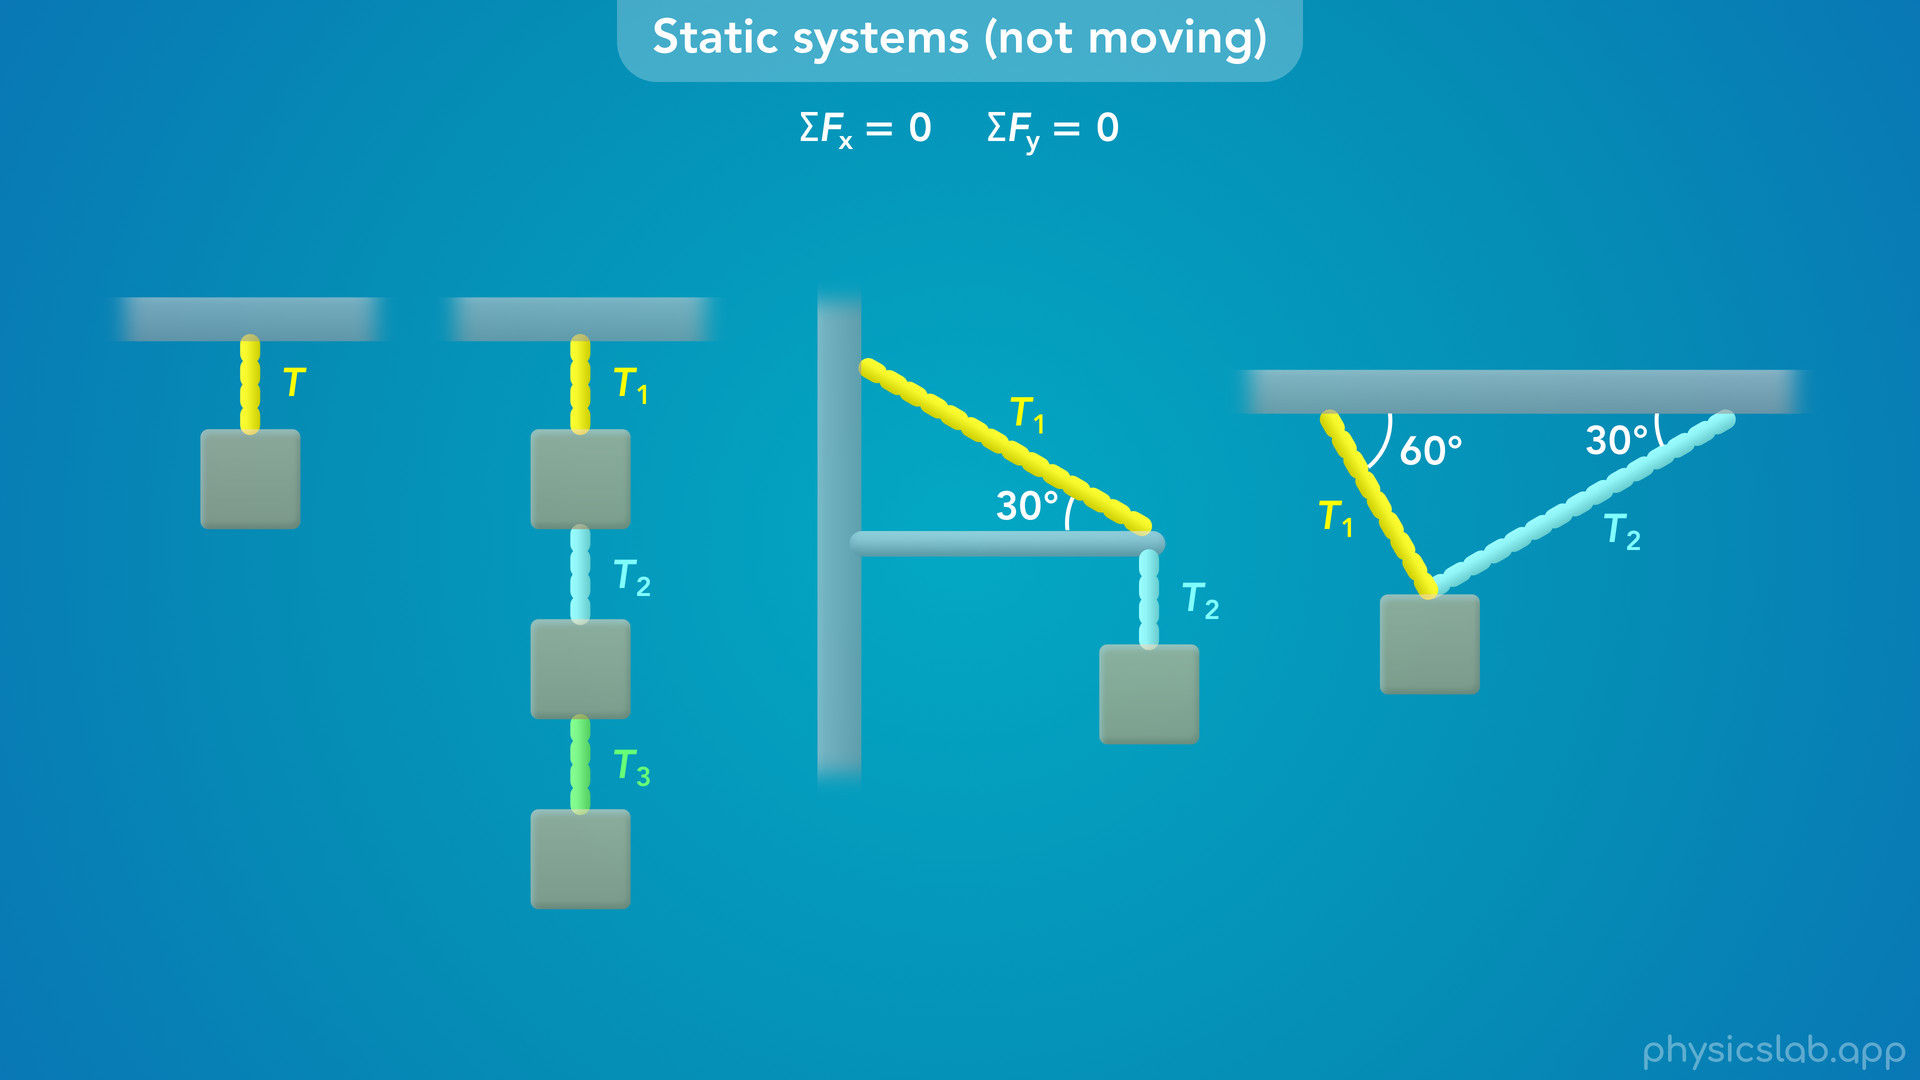 Static systems (not moving)
ΣFx = 0 ΣFy = 0
T
T1
T2
T3
T1
30°
T2
60°
30°
T1
T2
physicslab.app